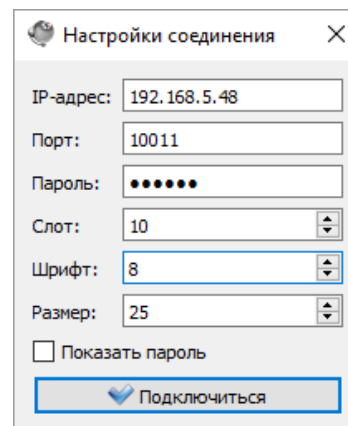 Настройки соединения
IP-адрес: 192.168.5.48
Порт: 10011
Пароль: ●●●●●●
Слот: 10
Шрифт: 8
Размер: 25
Показать пароль
Подключиться